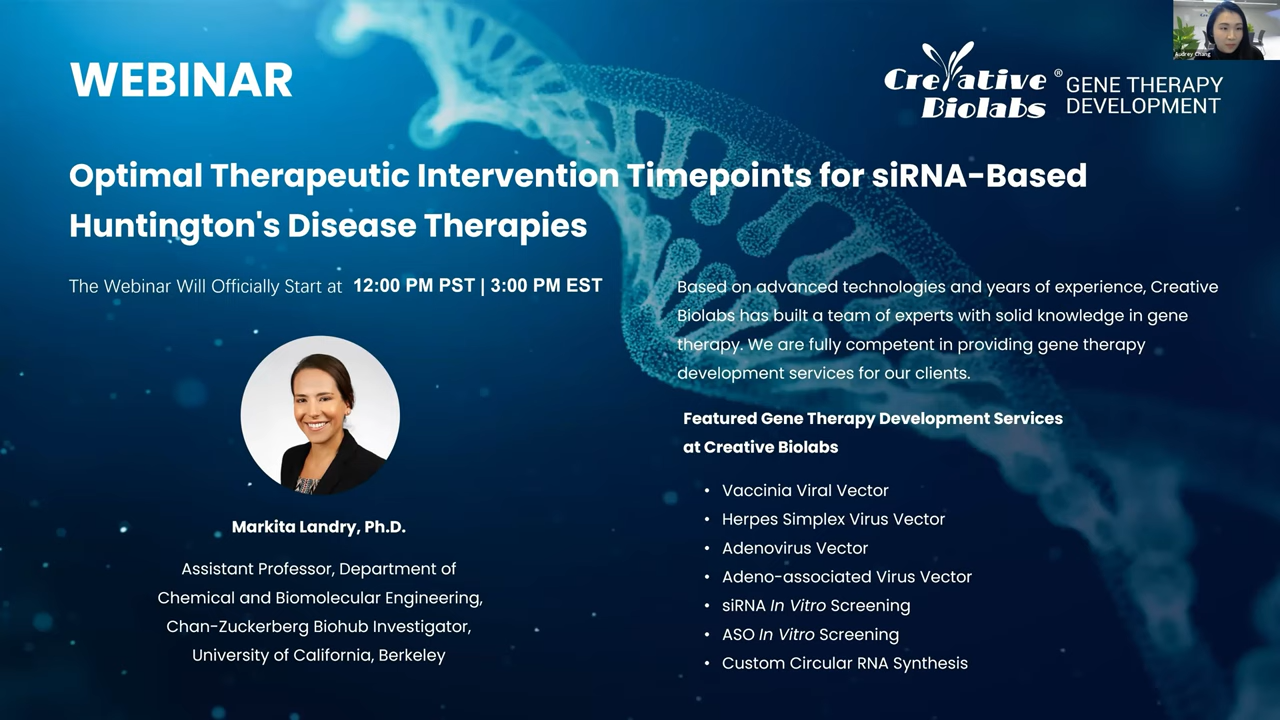 WEBINAR
Creative Biolabs ® GENE THERAPY DEVELOPMENT
Audrey Chang
Optimal Therapeutic Intervention Timepoints for siRNA-Based
Huntington's Disease Therapies
The Webinar Will Officially Start at 12:00 PM PST | 3:00 PM EST
Markita Landry, Ph.D.
Assistant Professor, Department of
Chemical and Biomolecular Engineering,
Chan-Zuckerberg Biohub Investigator,
University of California, Berkeley
Based on advanced technologies and years of experience, Creative
Biolabs has built a team of experts with solid knowledge in gene
therapy. We are fully competent in providing gene therapy
development services for our clients.
Featured Gene Therapy Development Services
at Creative Biolabs
• Vaccinia Viral Vector
• Herpes Simplex Virus Vector
• Adenovirus Vector
• Adeno-associated Virus Vector
• siRNA In Vitro Screening
• ASO In Vitro Screening
• Custom Circular RNA Synthesis